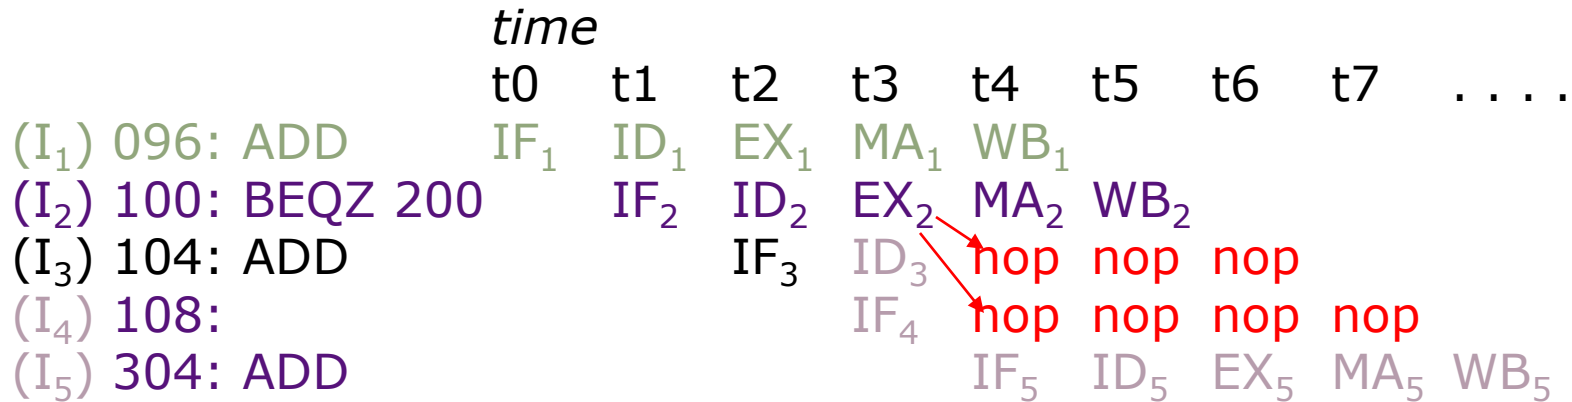 time
t0 t1 t2 t3 t4 t5 t6 t7 . . . .
(I₁) 096: ADD IF₁ ID₁ EX₁ MA₁ WB₁
(I₂) 100: BEQZ 200 IF₂ ID₂ EX₂ MA₂ WB₂
(I₃) 104: ADD IF₃ ID₃ nop nop nop
(I₄) 108: IF₄ nop nop nop nop
(I₅) 304: ADD IF₅ ID₅ EX₅ MA₅ WB₅